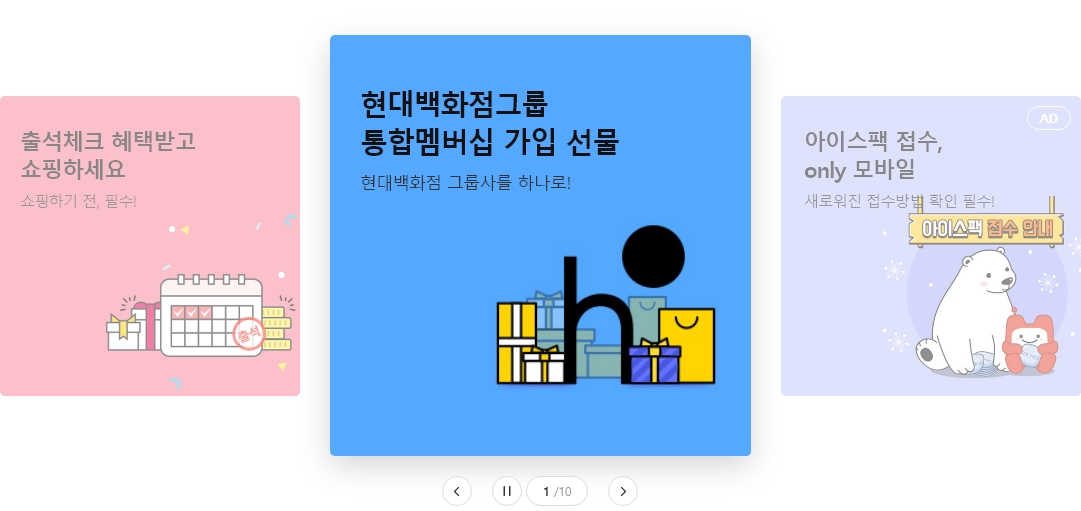 출석체크 혜택받고
쇼핑하세요
쇼핑하기 전, 필수!
출석
현대백화점그룹
통합멤버십 가입 선물
현대백화점 그룹사를 하나로!
hi
AD
아이스팩 접수,
only 모바일
새로워진 접수방법 확인 필수!
아이스팩 접수 안내
1 /10